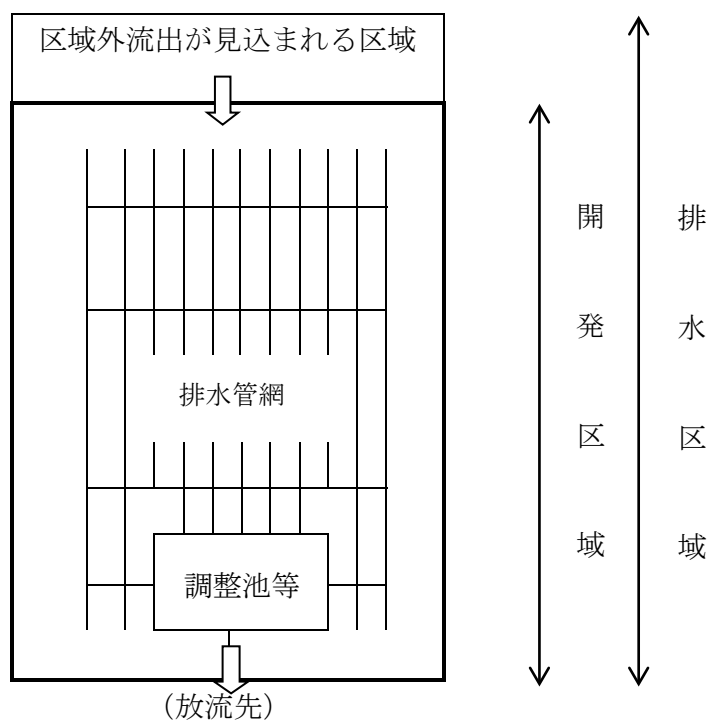 区域外流出が見込まれる区域
排水管網
調整池等
(放流先)
開発区域
排水区域